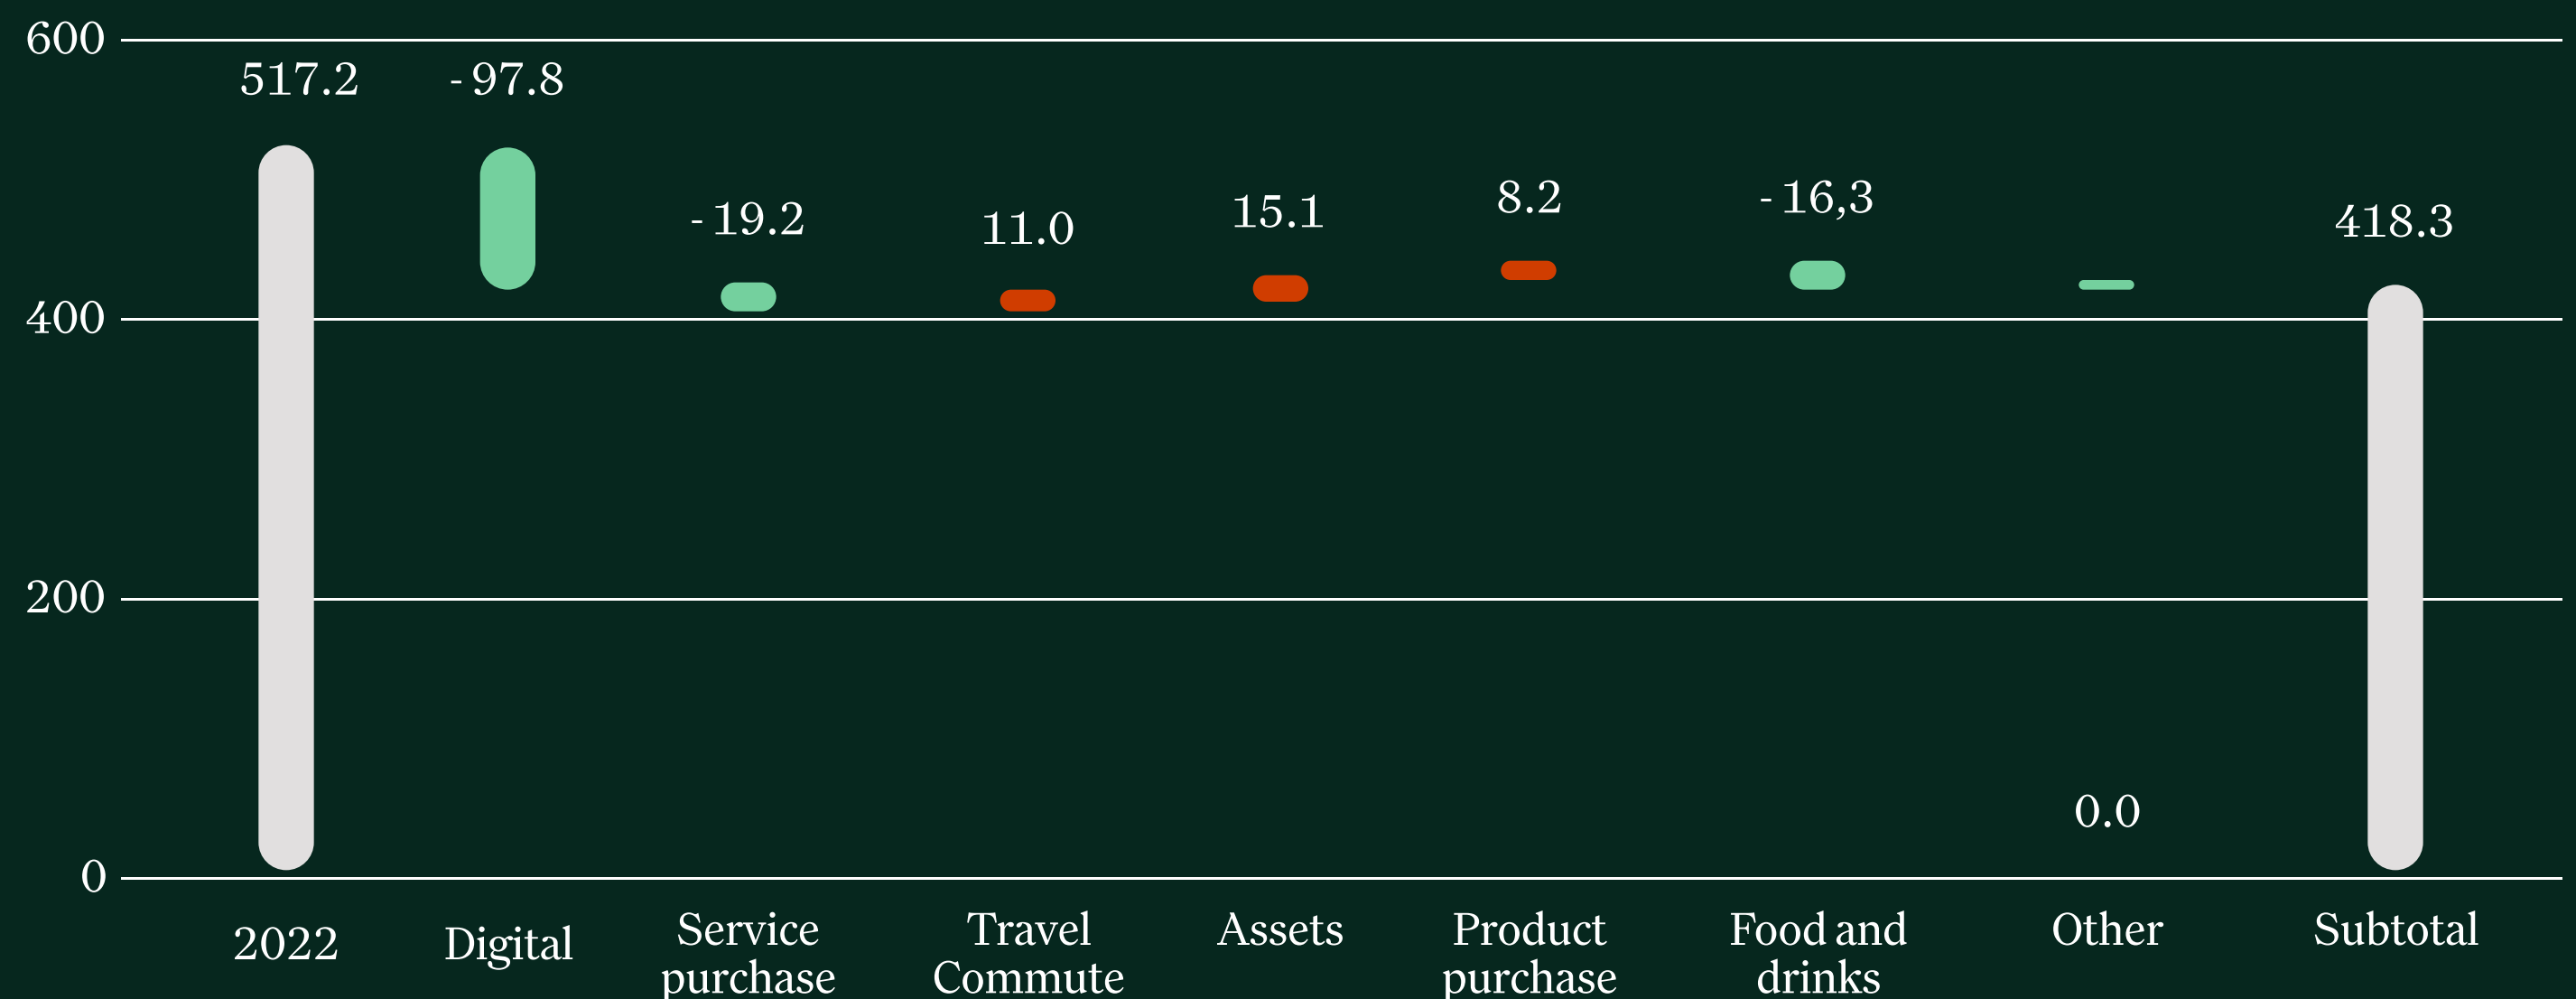 600
517.2
- 97.8
- 19.2
11.0
15.1
8.2
- 16,3
418.3
400
200
0.0
0
2022
Digital
Service
purchase
Travel
Commute
Assets
Product
purchase
Food and
drinks
Other
Subtotal